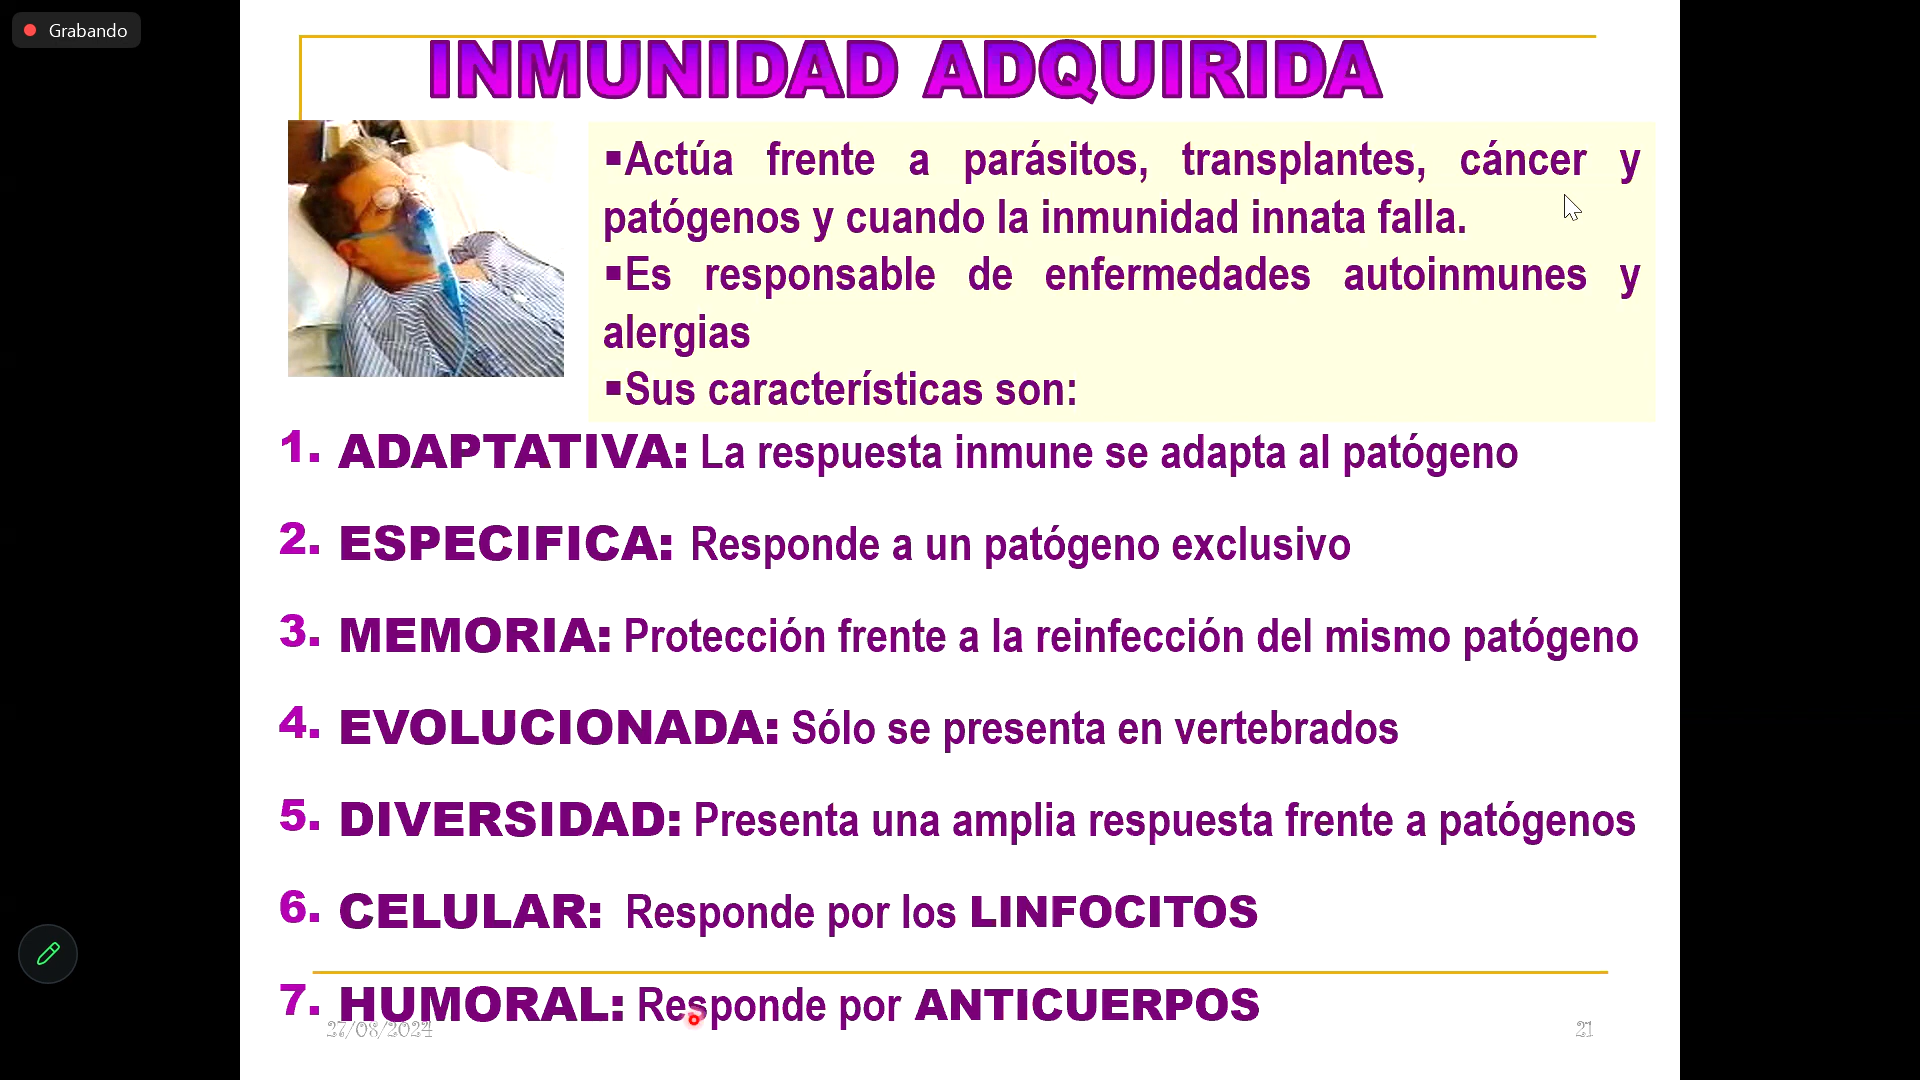 Grabando
INMUNIDAD ADQUIRIDA
▪Actúa frente a parásitos, transplantes, cáncer y
patógenos y cuando la inmunidad innata falla.
▪Es responsable de enfermedades autoinmunes y
alergias
▪Sus características son:
1. ADAPTATIVA: La respuesta inmune se adapta al patógeno
2. ESPECIFICA: Responde a un patógeno exclusivo
3. MEMORIA: Protección frente a la reinfección del mismo patógeno
4. EVOLUCIONADA: Sólo se presenta en vertebrados
5. DIVERSIDAD: Presenta una amplia respuesta frente a patógenos
6. CELULAR: Responde por los LINFOCITOS
7. HUMORAL: Responde por ANTICUERPOS
27/08/2024
21